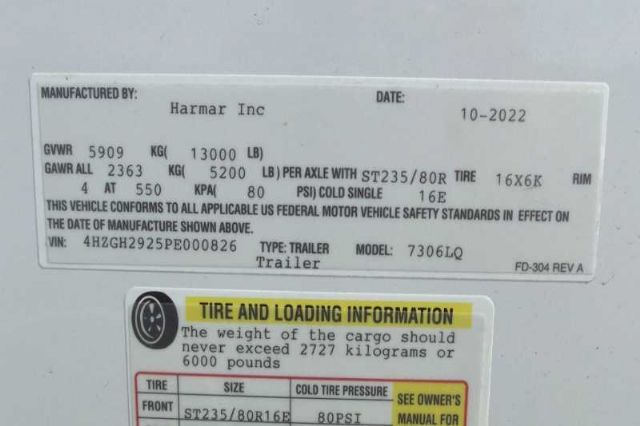 MANUFACTURED BY: DATE:
Harmar Inc 10-2022
GVWR 5909 KG( 13000 LB)
GAWR ALL 2363 KG( 5200 LB) PER AXLE WITH ST235/80R TIRE 16X6K RIM
4 AT 550 KPA( 80 PSI) COLD SINGLE 16E
THIS VEHICLE CONFORMS TO ALL APPLICABLE US FEDERAL MOTOR VEHICLE SAFETY STANDARDS IN EFFECT ON
THE DATE OF MANUFACTURE SHOWN ABOVE.
VIN: 4HZGH2925PE000826 TYPE: TRAILER MODEL: 7306LQ
Trailer FD-304 REV A
TIRE AND LOADING INFORMATION
The weight of the cargo should
never exceed 2727 kilograms or
6000 pounds
TIRE SIZE COLD TIRE PRESSURE SEE OWNER'S
FRONT ST235/80R16E 80PSI MANUAL FOR